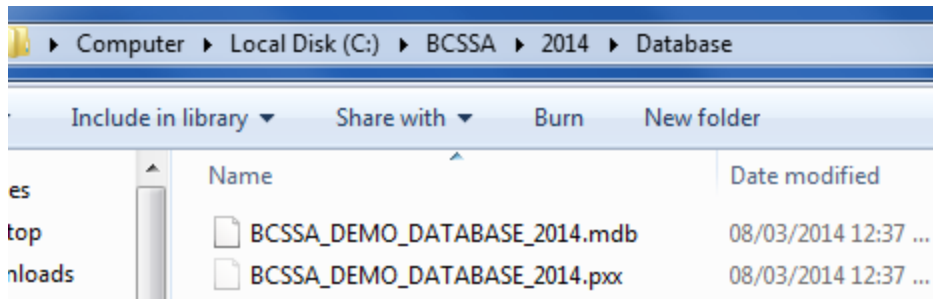 Computer Local Disk (C:) BCSSA 2014 Database
Include in library Share with Burn New folder
es Name Date modified
top BCSSA_DEMO_DATABASE_2014.mdb 08/03/2014 12:37 ...
nloads BCSSA_DEMO_DATABASE_2014.pxx 08/03/2014 12:37 ...